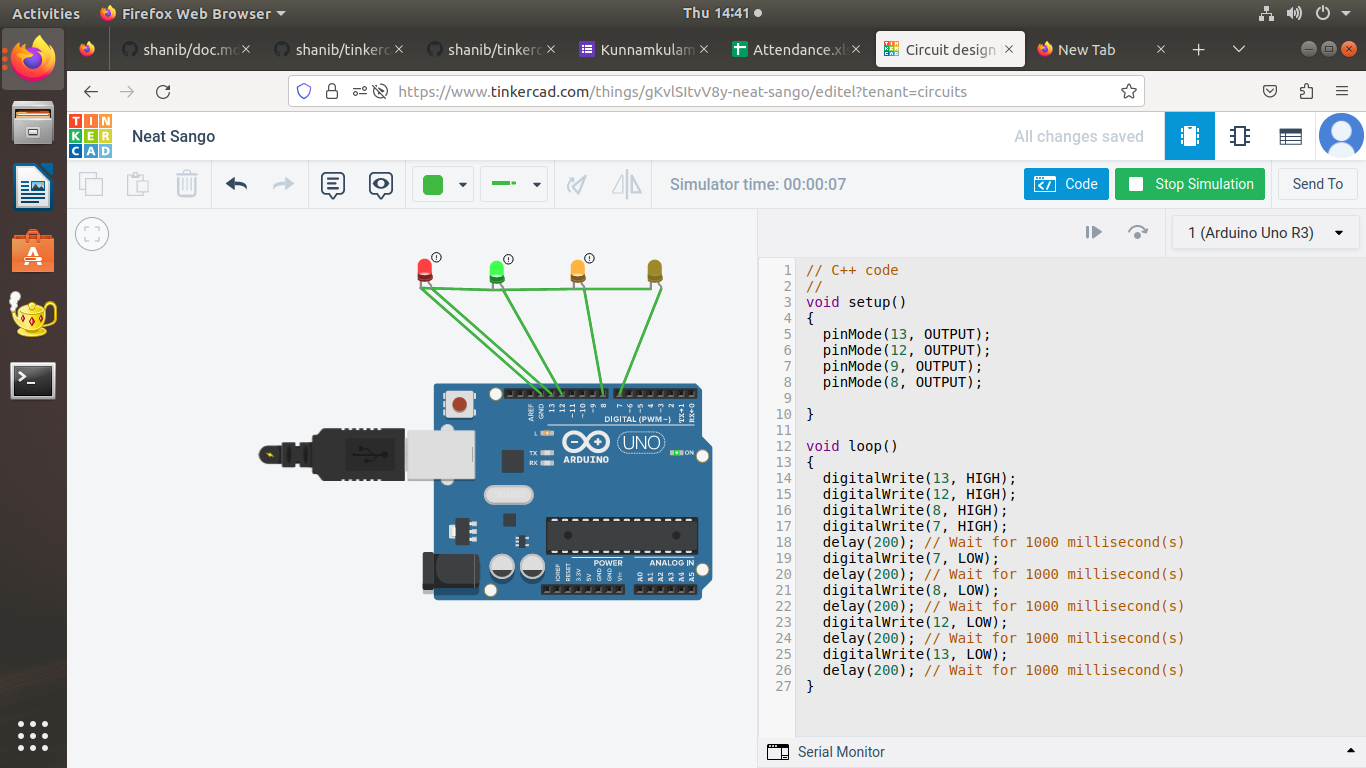 Activities Firefox Web Browser Thu 14:41
shanib/doc.md shanib/tinkerc shanib/tinkerc Kunnamkulam Attendance.xl Circuit design New Tab
https://www.tinkercad.com/things/gKvlSItvV8y-neat-sango/editel?tenant=circuits
TIN
KER
CAD
Neat Sango
All changes saved
Simulator time: 00:00:07
Code
Stop Simulation
Send To
1 (Arduino Uno R3)
AREF
GND
13
12
~11
~10
~9
8
7
~6
~5
4
~3
2
TX→1
RX←0
DIGITAL (PWM~)
L
TX
RX
UNO
ON
ARDUINO
POWER
ANALOG IN
IOREF
RESET
3.3V
5V
GND
GND
Vin
A0
A1
A2
A3
A4
A5
1 // C++ code
2 //
3 void setup()
4 {
5 pinMode(13, OUTPUT);
6 pinMode(12, OUTPUT);
7 pinMode(9, OUTPUT);
8 pinMode(8, OUTPUT);
9
10 }
11
12 void loop()
13 {
14 digitalWrite(13, HIGH);
15 digitalWrite(12, HIGH);
16 digitalWrite(8, HIGH);
17 digitalWrite(7, HIGH);
18 delay(200); // Wait for 1000 millisecond(s)
19 digitalWrite(7, LOW);
20 delay(200); // Wait for 1000 millisecond(s)
21 digitalWrite(8, LOW);
22 delay(200); // Wait for 1000 millisecond(s)
23 digitalWrite(12, LOW);
24 delay(200); // Wait for 1000 millisecond(s)
25 digitalWrite(13, LOW);
26 delay(200); // Wait for 1000 millisecond(s)
27 }
Serial Monitor